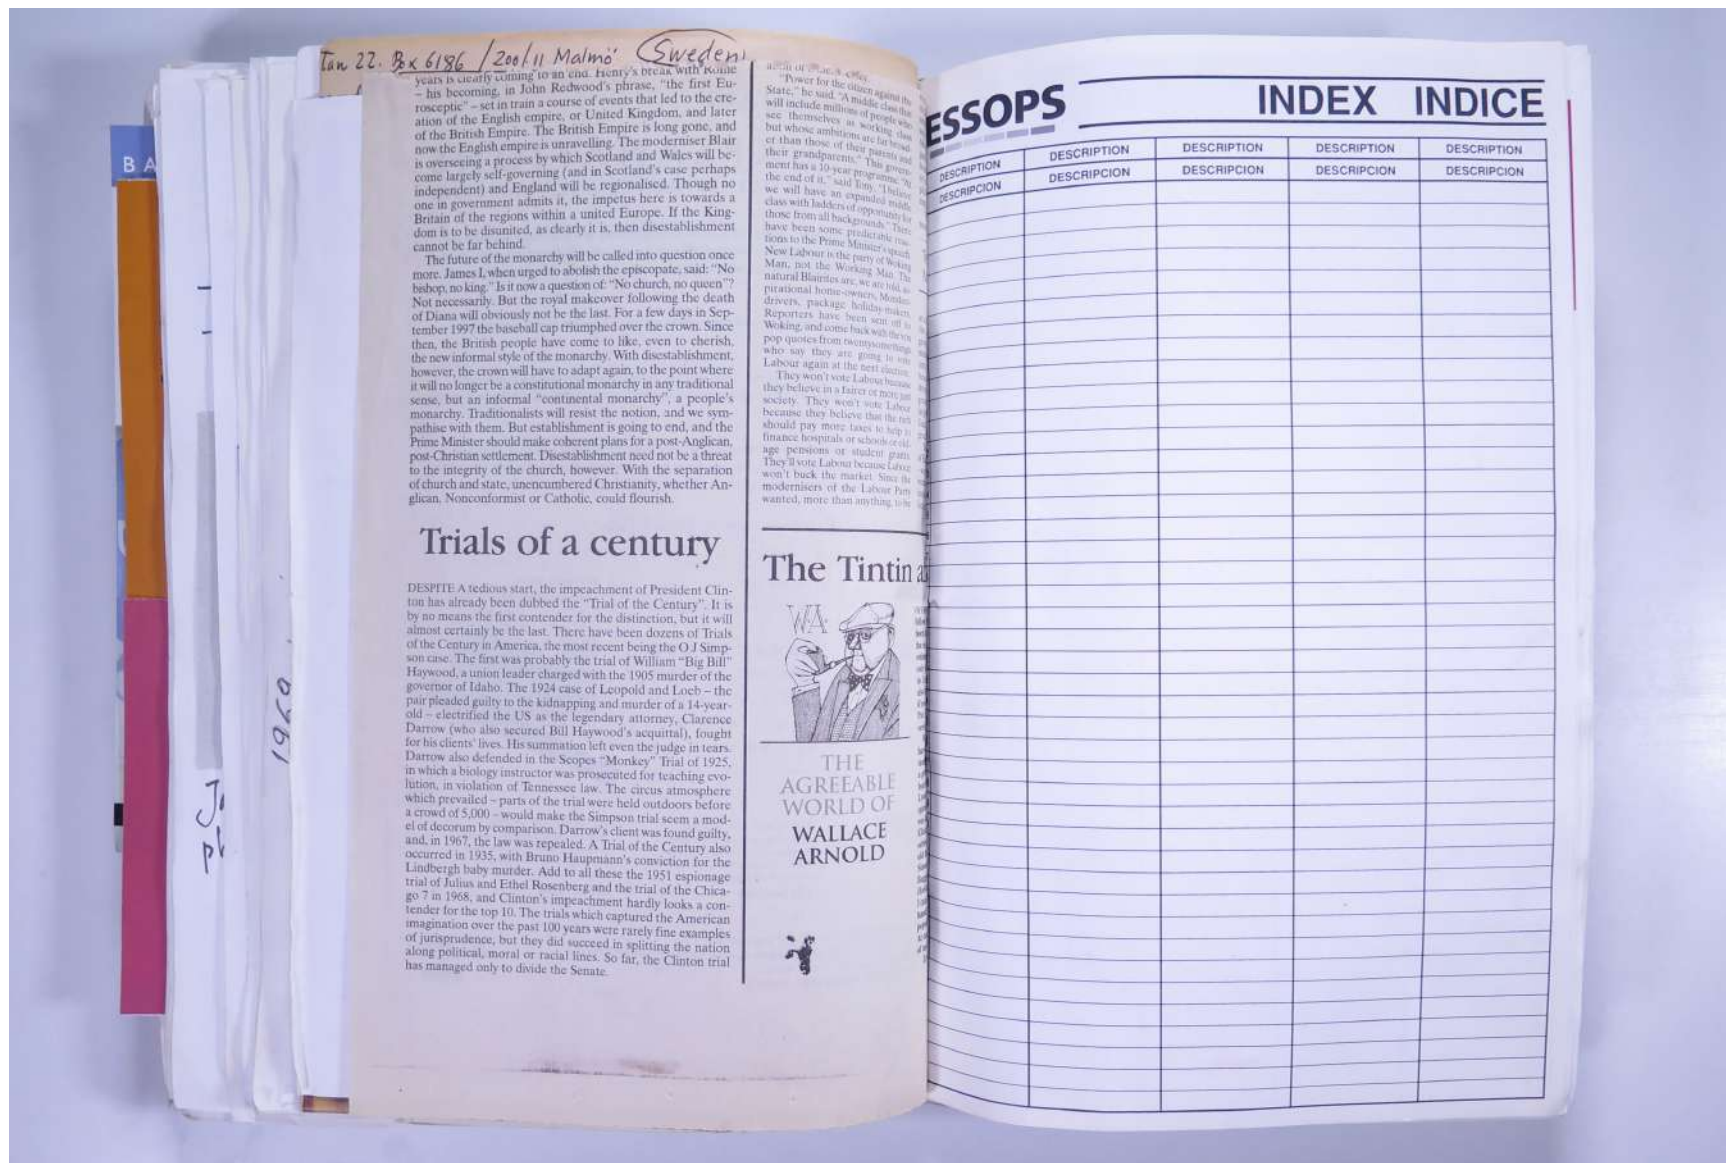 Jan 22. Box 6186 / 20011 Malmö Sweden
years is clearly coming to an end. Henry's break with Rome
– his becoming, in John Redwood's phrase, "the first Eu-
rosceptic" – set in train a course of events that led to the cre-
ation of the English empire, or United Kingdom, and later
of the British Empire. The British Empire is long gone, and
now the English empire is unravelling. The moderniser Blair
is overseeing a process by which Scotland and Wales will be-
come largely self-governing (and in Scotland's case perhaps
independent) and England will be regionalised. Though no
one in government admits it, the impetus here is towards a
Britain of the regions within a united Europe. If the King-
dom is to be disunited, as clearly it is, then disestablishment
cannot be far behind.
The future of the monarchy will be called into question once
more. James I, when urged to abolish the episcopate, said: "No
bishop, no king." Is it now a question of: "No church, no queen"?
Not necessarily. But the royal makeover following the death
of Diana will obviously not be the last. For a few days in Sep-
tember 1997 the baseball cap triumphed over the crown. Since
then, the British people have come to like, even to cherish,
the new informal style of the monarchy. With disestablishment,
however, the crown will have to adapt again, to the point where
it will no longer be a constitutional monarchy in any traditional
sense, but an informal "continental monarchy", a people's
monarchy. Traditionalists will resist the notion, and we sym-
pathise with them. But establishment is going to end, and the
Prime Minister should make coherent plans for a post-Anglican,
post-Christian settlement. Disestablishment need not be a threat
to the integrity of the church, however. With the separation
of church and state, unencumbered Christianity, whether An-
glican, Nonconformist or Catholic, could flourish.
Trials of a century
DESPITE A tedious start, the impeachment of President Clin-
ton has already been dubbed the "Trial of the Century". It is
by no means the first contender for the distinction, but it will
almost certainly be the last. There have been dozens of Trials
of the Century in America, the most recent being the O J Simp-
son case. The first was probably the trial of William "Big Bill"
Haywood, a union leader charged with the 1905 murder of the
governor of Idaho. The 1924 case of Leopold and Loeb – the
pair pleaded guilty to the kidnapping and murder of a 14-year-
old – electrified the US as the legendary attorney, Clarence
Darrow (who also secured Bill Haywood's acquittal), fought
for his clients' lives. His summation left even the judge in tears.
Darrow also defended in the Scopes "Monkey" Trial of 1925,
in which a biology instructor was prosecuted for teaching evo-
lution, in violation of Tennessee law. The circus atmosphere
which prevailed – parts of the trial were held outdoors before
a crowd of 5,000 – would make the Simpson trial seem a mod-
el of decorum by comparison. Darrow's client was found guilty,
and, in 1967, the law was repealed. A Trial of the Century also
occurred in 1935, with Bruno Haupmann's conviction for the
Lindbergh baby murder. Add to all these the 1951 espionage
trial of Julius and Ethel Rosenberg and the trial of the Chica-
go 7 in 1968, and Clinton's impeachment hardly looks a con-
tender for the top 10. The trials which captured the American
imagination over the past 100 years were rarely fine examples
of jurisprudence, but they did succeed in splitting the nation
along political, moral or racial lines. So far, the Clinton trial
has managed only to divide the Senate.
"Power for the citizen against the
State," he said. "A middle class that
will include millions of people who
see themselves as working class
but whose ambitions are far broad-
er than those of their parents and
their grandparents." This govern-
ment has a 10-year programme. "At
the end of it," said Tony, "I believe
we will have an expanded middle
class with ladders of opportunity for
those from all backgrounds." There
have been some predictable reac-
tions to the Prime Minister's speech.
New Labour is the party of Woking
Man, not the Working Man. The
natural Blairites are, we are told, as-
pirational home-owners, Mondeo-
drivers, package holiday-makers.
Reporters have been sent off to
Woking, and come back with the vox
pop quotes from twentysomethings
who say they are going to vote
Labour again at the next election.
They won't vote Labour because
they believe in a fairer or more just
society. They won't vote Labour
because they believe that the rich
should pay more taxes to help to
finance hospitals or schools or old-
age pensions or student grants.
They'll vote Labour because Labour
won't buck the market. Since the
modernisers of the Labour Party
wanted, more than anything, to be
The Tintin
WA
THE
AGREEABLE
WORLD OF
WALLACE
ARNOLD
BA
1969
ESSOPS
INDEX INDICE
DESCRIPTION DESCRIPTION DESCRIPTION DESCRIPTION DESCRIPTION
DESCRIPCION DESCRIPCION DESCRIPCION DESCRIPCION DESCRIPCION